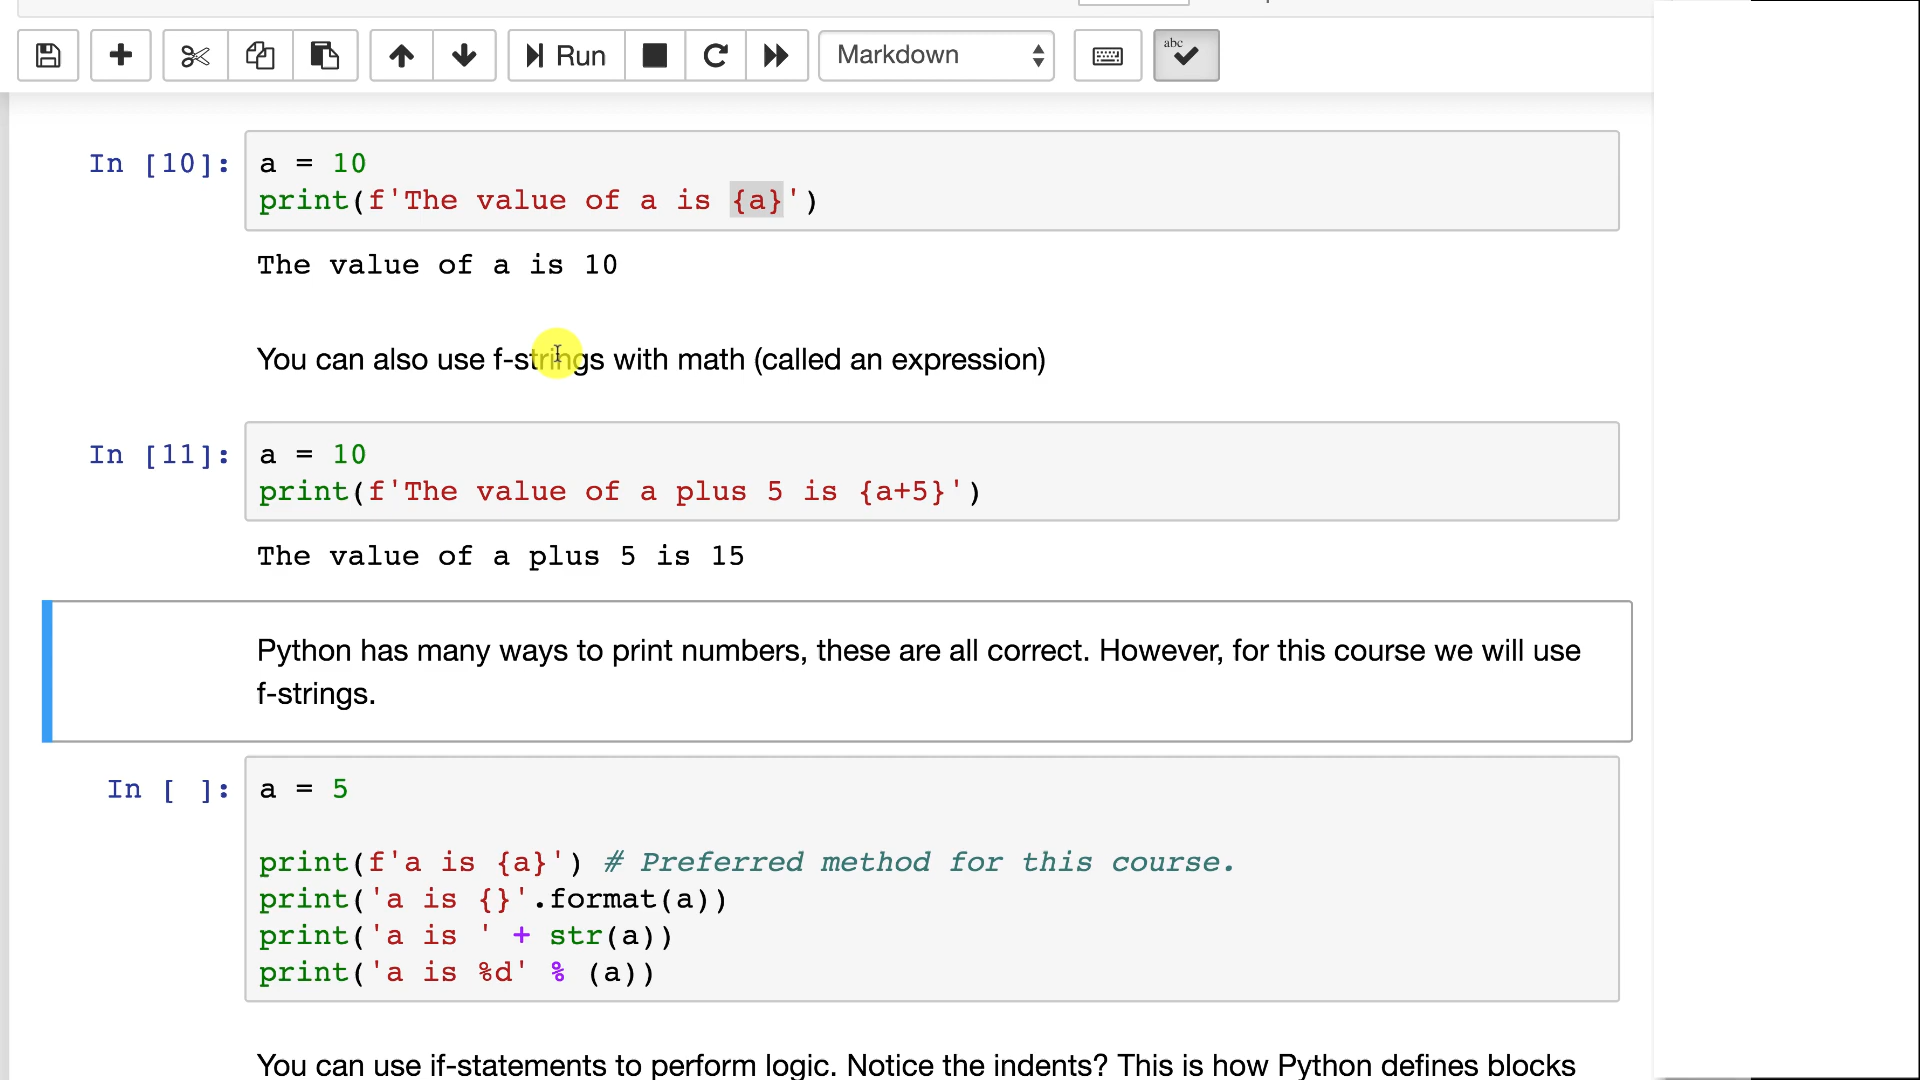 Run
Markdown
abc
In [10]:
a = 10
print(f'The value of a is {a}')
The value of a is 10
You can also use f-strings with math (called an expression)
In [11]:
a = 10
print(f'The value of a plus 5 is {a+5}')
The value of a plus 5 is 15
Python has many ways to print numbers, these are all correct. However, for this course we will use
f-strings.
In [ ]:
a = 5
print(f'a is {a}') # Preferred method for this course.
print('a is {}'.format(a))
print('a is ' + str(a))
print('a is %d' % (a))
You can use if-statements to perform logic. Notice the indents? This is how Python defines blocks